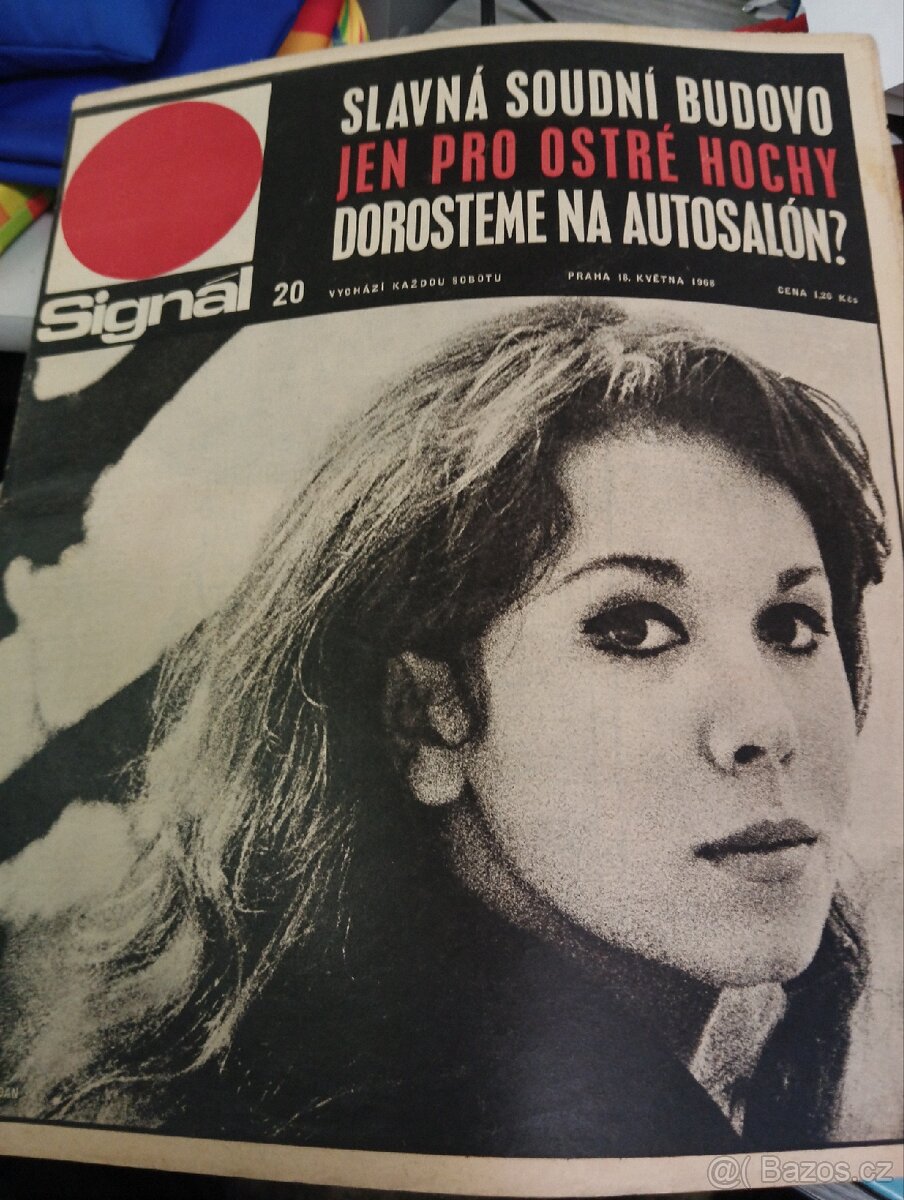 SLAVNÁ SOUDNÍ BUDOVO
JEN PRO OSTRÉ HOCHY
DOROSTEME NA AUTOSALÓN?
Signál 20 VYCHÁZÍ KAŽDOU SOBOTU PRAHA 18. KVĚTNA 1968 CENA 1,20 Kčs
@( Bazos.cz